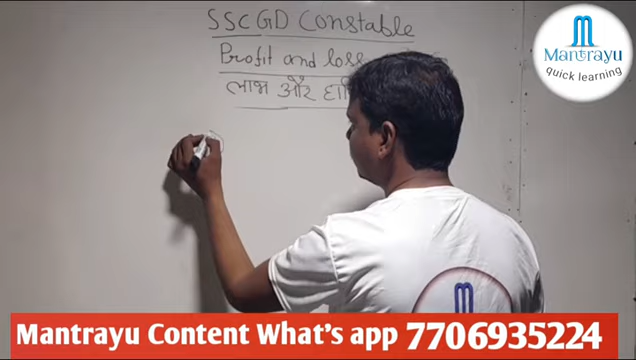 SSC GD Constable
Profit and loss
लाभ और हानि
Mantrayu
quick learning
Mantrayu Content What's app 7706935224